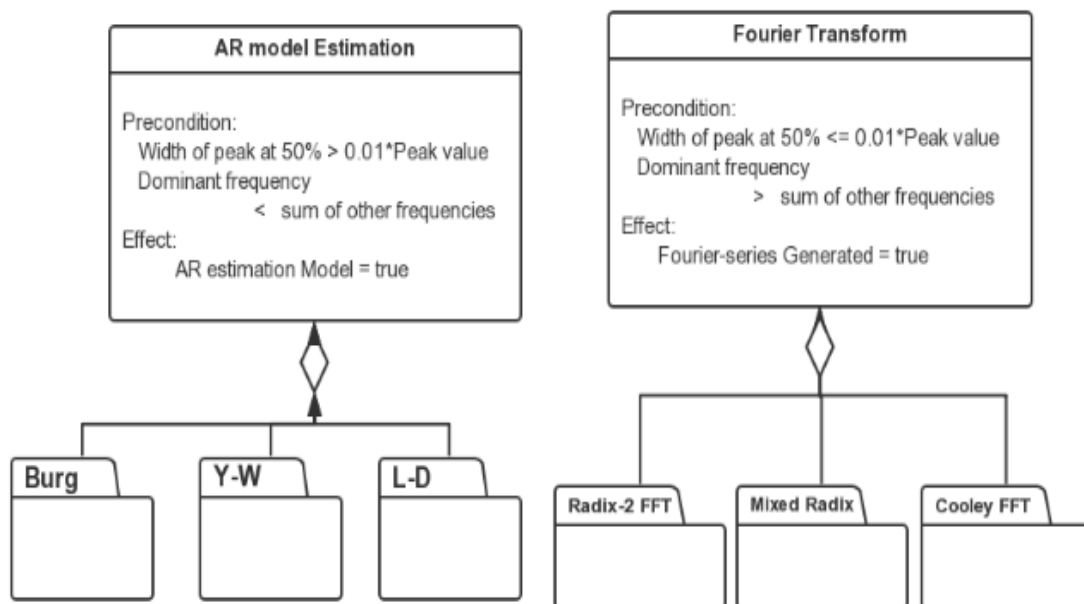 AR model Estimation
Precondition:
Width of peak at 50% > 0.01*Peak value
Dominant frequency
< sum of other frequencies
Effect:
AR estimation Model = true
Burg
Y-W
L-D
Fourier Transform
Precondition:
Width of peak at 50% <= 0.01*Peak value
Dominant frequency
> sum of other frequencies
Effect:
Fourier-series Generated = true
Radix-2 FFT
Mixed Radix
Cooley FFT